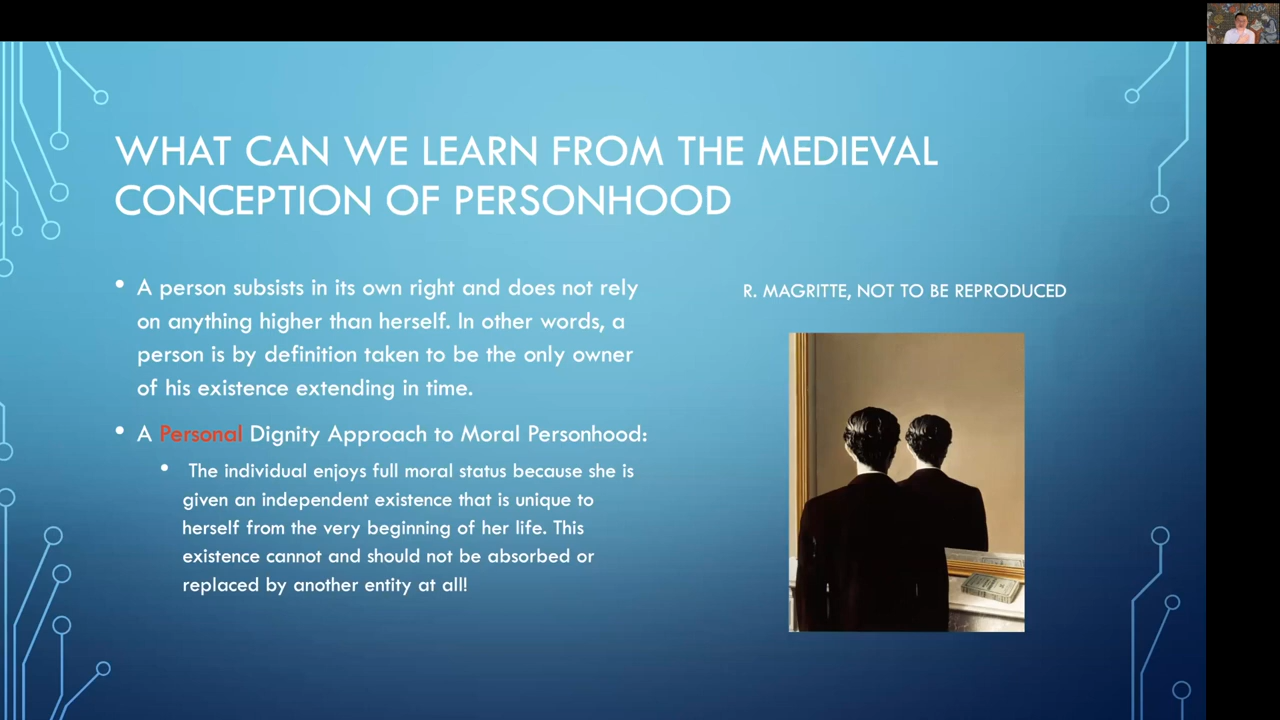 WHAT CAN WE LEARN FROM THE MEDIEVAL
CONCEPTION OF PERSONHOOD
• A person subsists in its own right and does not rely
on anything higher than herself. In other words, a
person is by definition taken to be the only owner
of his existence extending in time.
• A Personal Dignity Approach to Moral Personhood:
• The individual enjoys full moral status because she is
given an independent existence that is unique to
herself from the very beginning of her life. This
existence cannot and should not be absorbed or
replaced by another entity at all!
R. MAGRITTE, NOT TO BE REPRODUCED